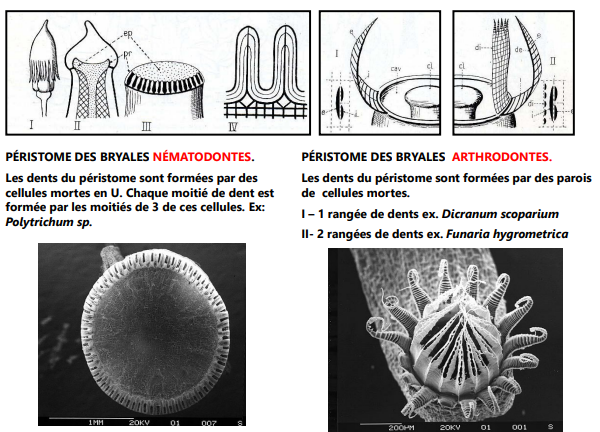 ep
pr
I
II
III
IV
I
e
i
cav
cl.
e
i
cl.
di
de
e
II
e
di
PÉRISTOME DES BRYALES NÉMATODONTES.
Les dents du péristome sont formées par des
cellules mortes en U. Chaque moitié de dent est
formée par les moitiés de 3 de ces cellules. Ex:
Polytrichum sp.
PÉRISTOME DES BRYALES ARTHRODONTES.
Les dents du péristome sont formées par des parois
de cellules mortes.
I – 1 rangée de dents ex. Dicranum scoparium
II- 2 rangées de dents ex. Funaria hygrometrica
1MM 20KV 01 007 S
200µM 20KV 01 001 S